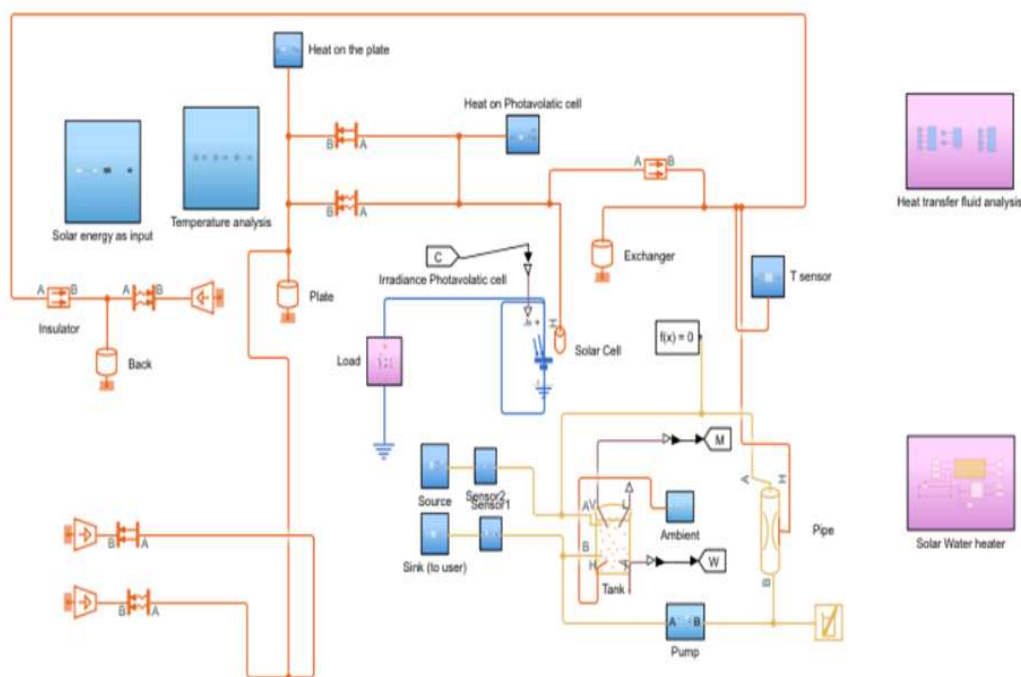 Heat on the plate
Heat on Photavolatic cell
B
A
A
B
Solar energy as input
Temperature analysis
Heat transfer fluid analysis
B
A
C
Irradiance Photavolatic cell
Exchanger
T sensor
A
B
A
B
Insulator
Plate
Back
H
Solar Cell
f(x) = 0
Load
M
A
H
Source
Sensor2
Sensor1
A
V
L
Ambient
Pipe
Solar Water heater
Sink (to user)
B
H
T
W
Tank
B
B
A
B
A
A
B
Pump